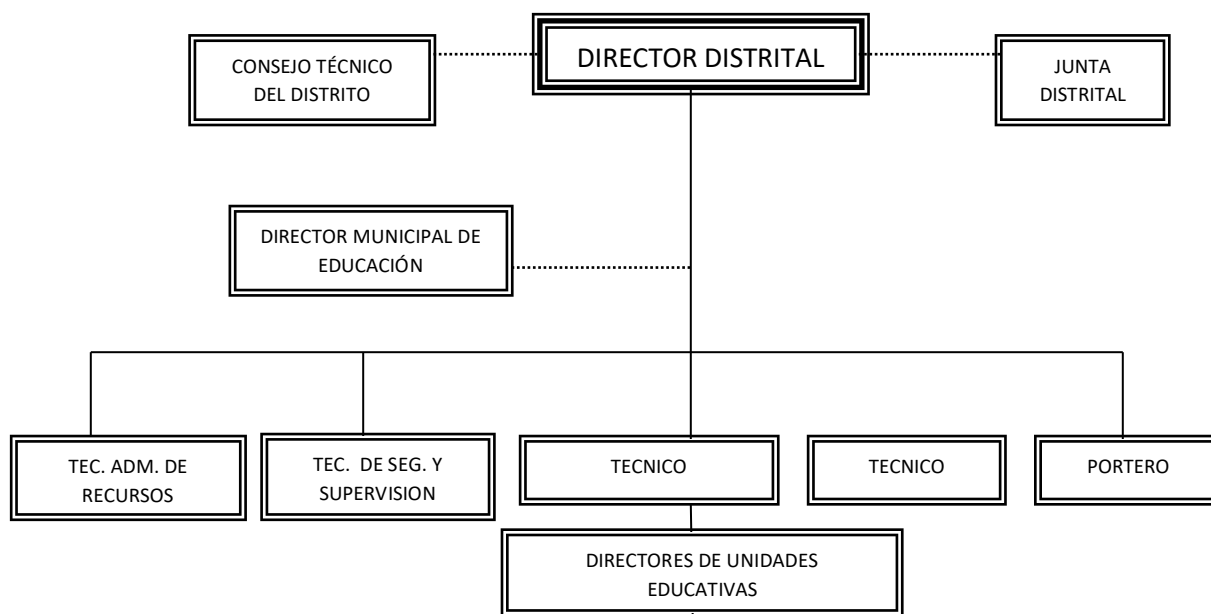 CONSEJO TÉCNICO
DEL DISTRITO
DIRECTOR DISTRITAL
JUNTA
DISTRITAL
DIRECTOR MUNICIPAL DE
EDUCACIÓN
TEC. ADM. DE
RECURSOS
TEC. DE SEG. Y
SUPERVISION
TECNICO
TECNICO
PORTERO
DIRECTORES DE UNIDADES
EDUCATIVAS